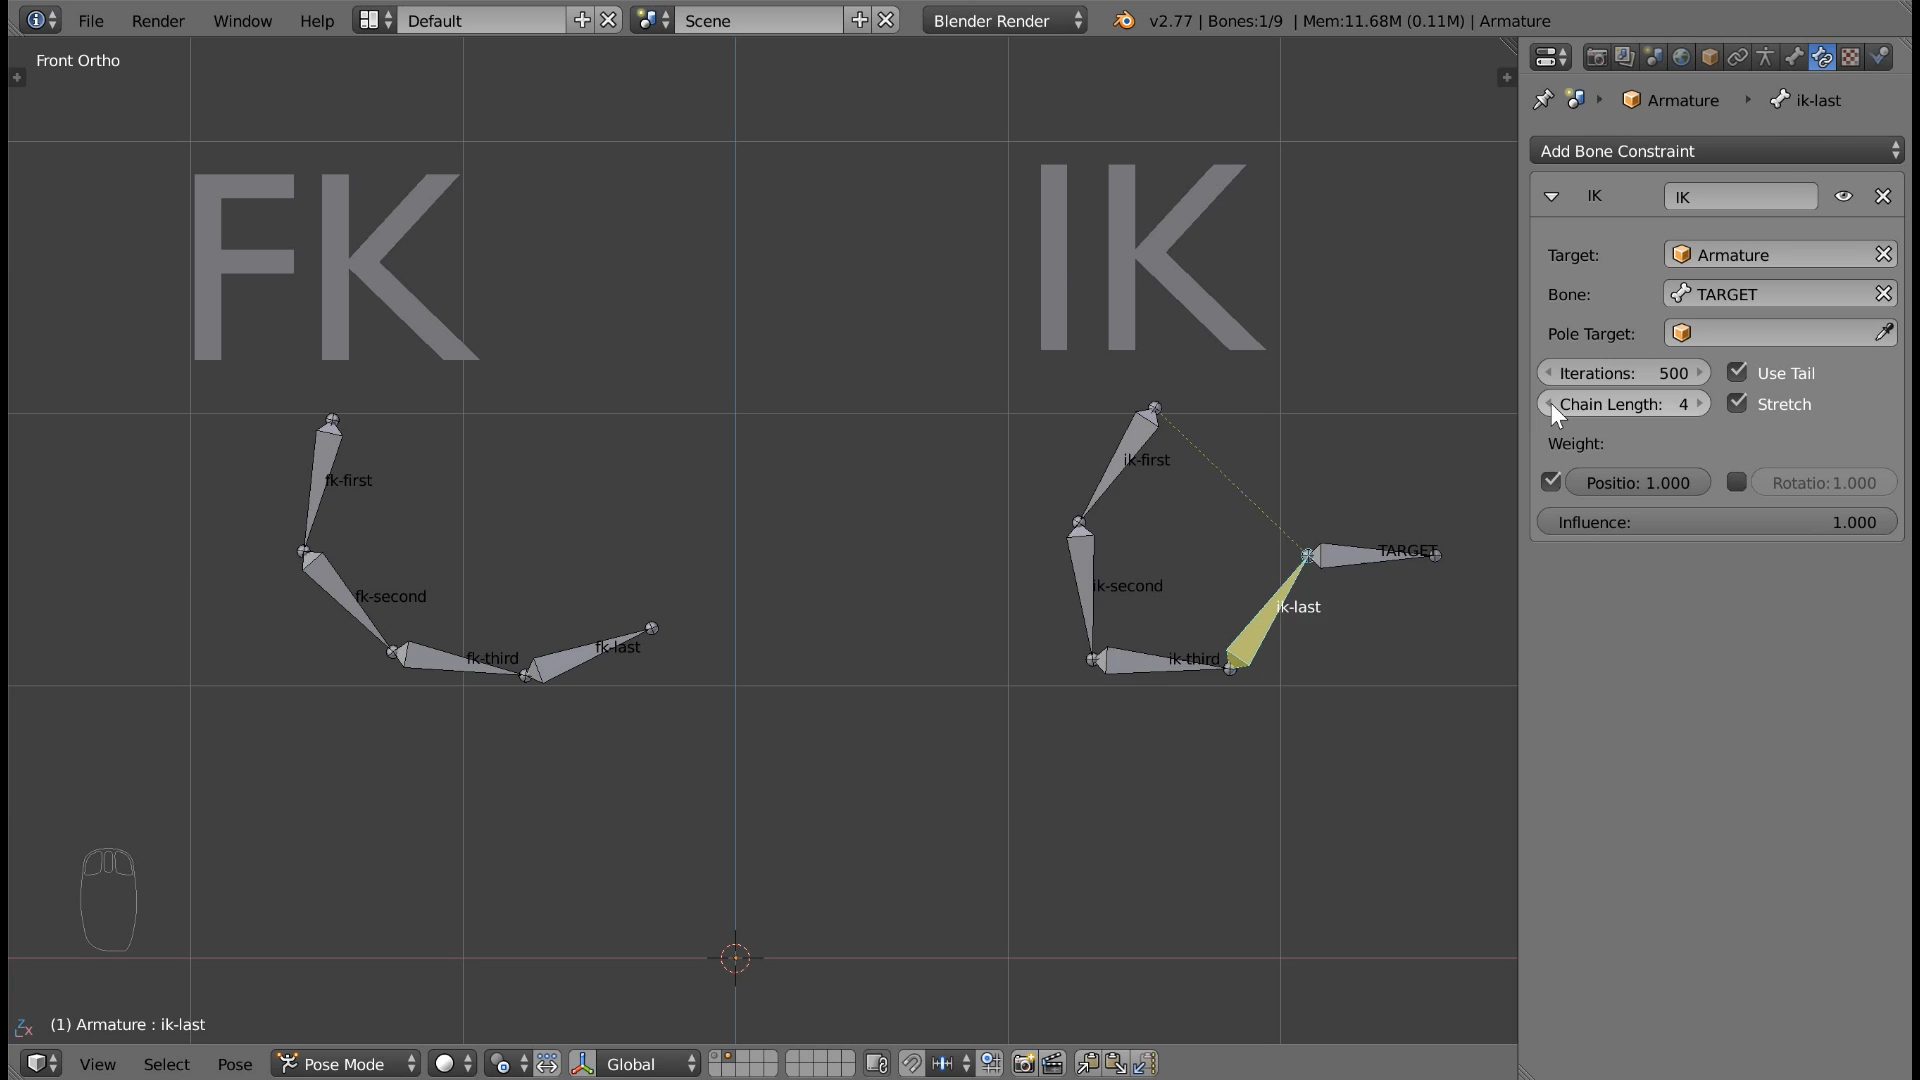 File Render Window Help Default Scene Blender Render v2.77 | Bones:1/9 | Mem:11.68M (0.11M) | Armature
Front Ortho
Armature ik-last
Add Bone Constraint
IK IK
FK
IK
Target: Armature
Bone: TARGET
Pole Target:
Iterations: 500 Use Tail
Chain Length: 4 Stretch
Weight:
Positio: 1.000 Rotatio: 1.000
Influence: 1.000
fk-first
fk-second
fk-third
fk-last
ik-first
ik-second
ik-third
ik-last
TARGET
(1) Armature : ik-last
View Select Pose Pose Mode Global